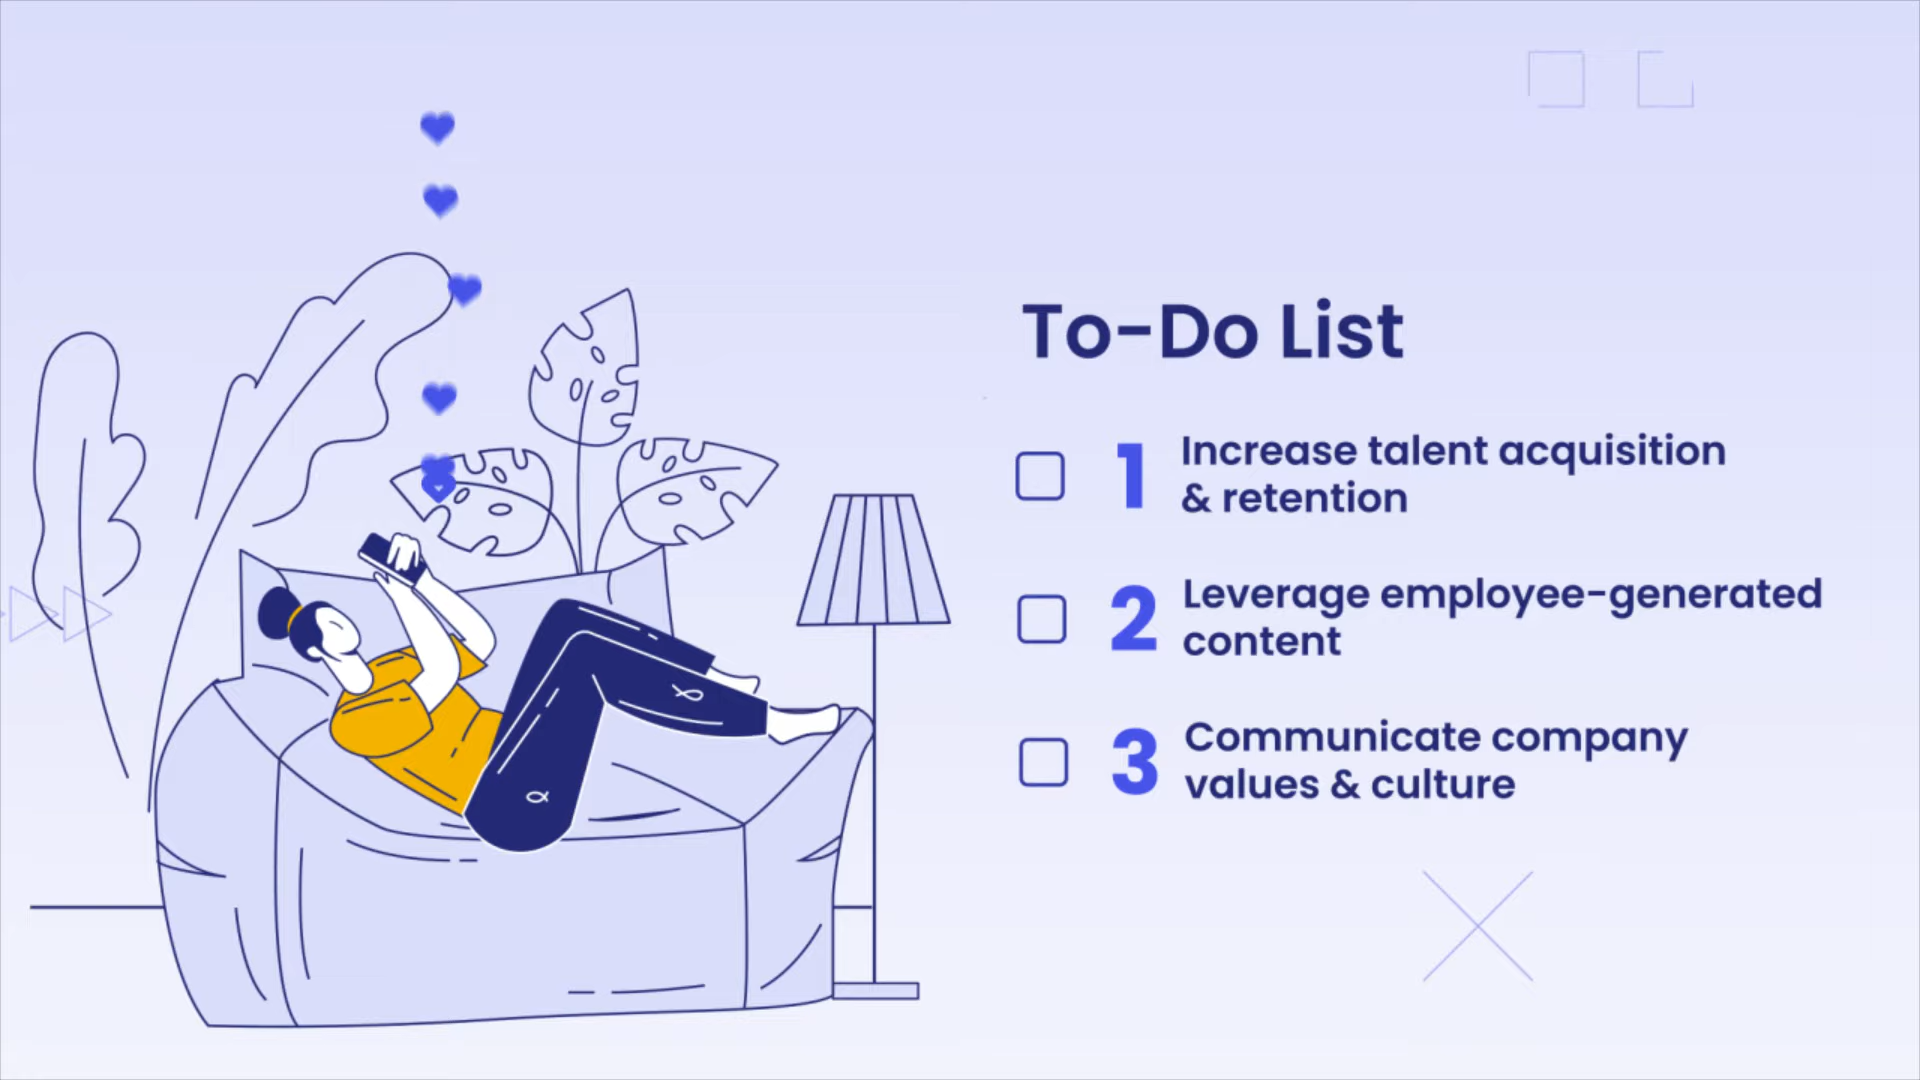 To-Do List
1 Increase talent acquisition
& retention
2 Leverage employee-generated
content
3 Communicate company
values & culture